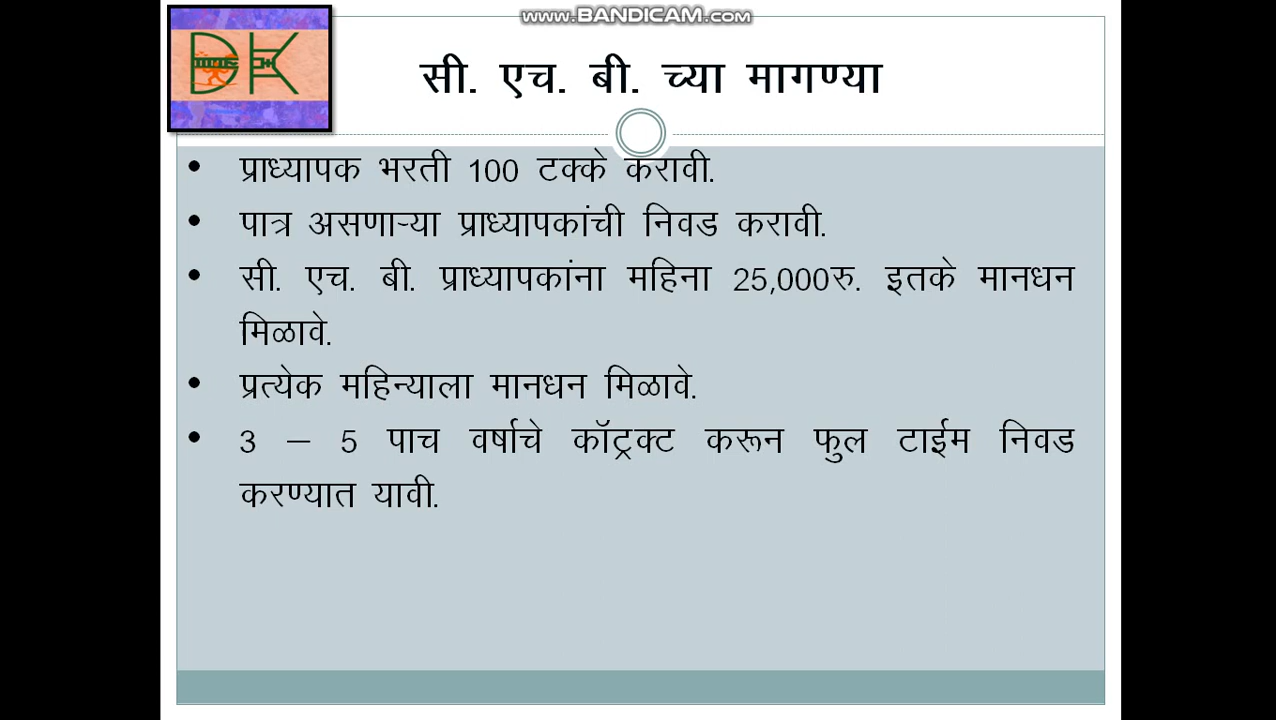 www.BANDICAM.com
DK
सी. एच. बी. च्या मागण्या
• प्राध्यापक भरती 100 टक्के करावी.
• पात्र असणाऱ्या प्राध्यापकांची निवड करावी.
• सी. एच. बी. प्राध्यापकांना महिना 25,000रु. इतके मानधन
मिळावे.
• प्रत्येक महिन्याला मानधन मिळावे.
• 3 – 5 पाच वर्षाचे कॉट्रक्ट करून फुल टाईम निवड
करण्यात यावी.